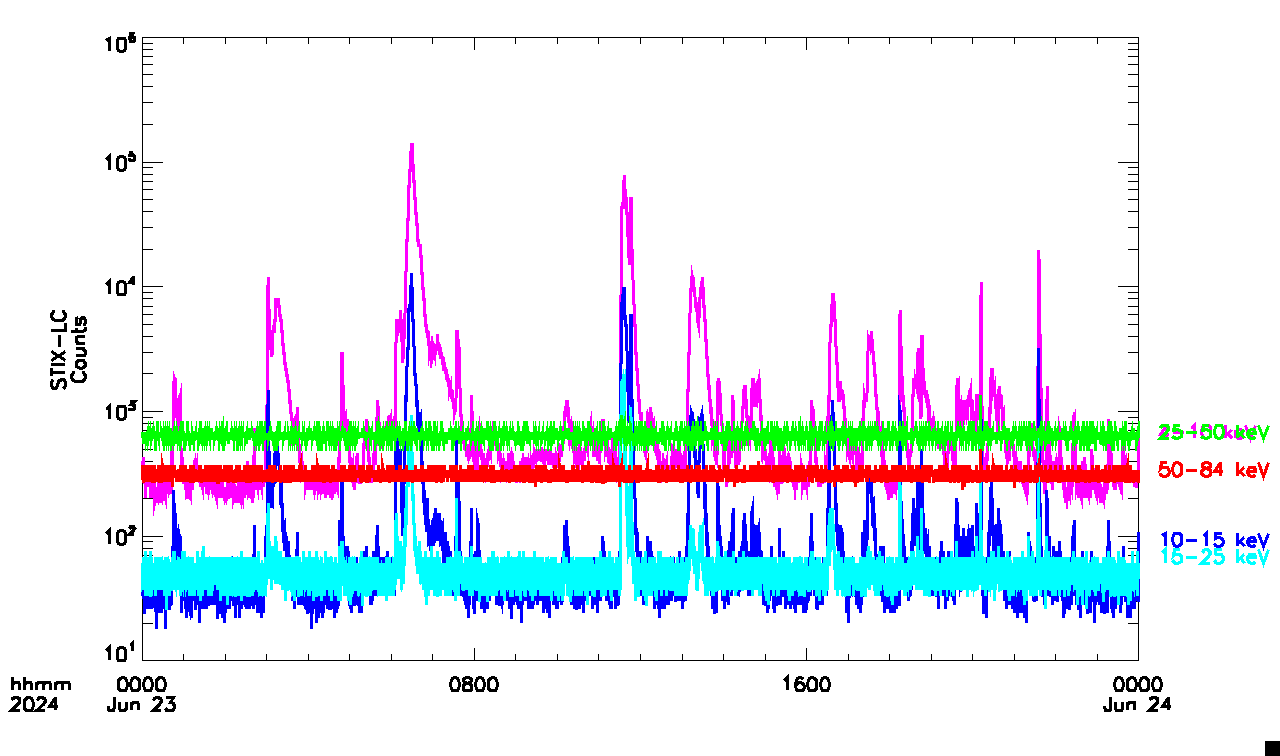 10⁶
10⁵
10⁴
10³
10²
10¹
STIX-LC
Counts
25-50 keV
50-84 keV
10-15 keV
15-25 keV
hhmm 0000 0800 1600 0000
2024 Jun 23 Jun 24